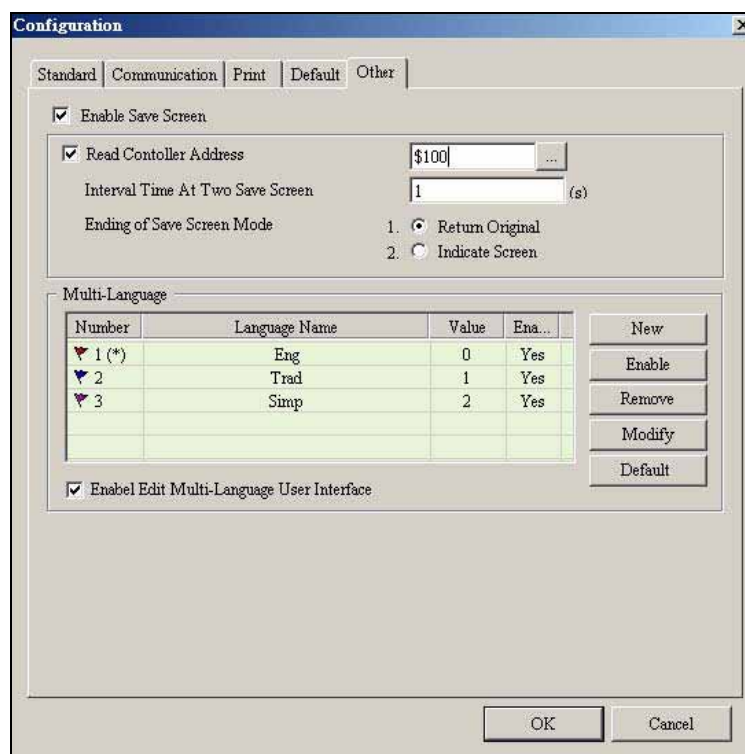 Configuration
Standard Communication Print Default Other
Enable Save Screen
Read Contoller Address $100 ...
Interval Time At Two Save Screen 1 (s)
Ending of Save Screen Mode 1. Return Original
2. Indicate Screen
Multi-Language
Number Language Name Value Ena...
1 (*) Eng 0 Yes
2 Trad 1 Yes
3 Simp 2 Yes
New
Enable
Remove
Modify
Default
Enabel Edit Multi-Language User Interface
OK Cancel